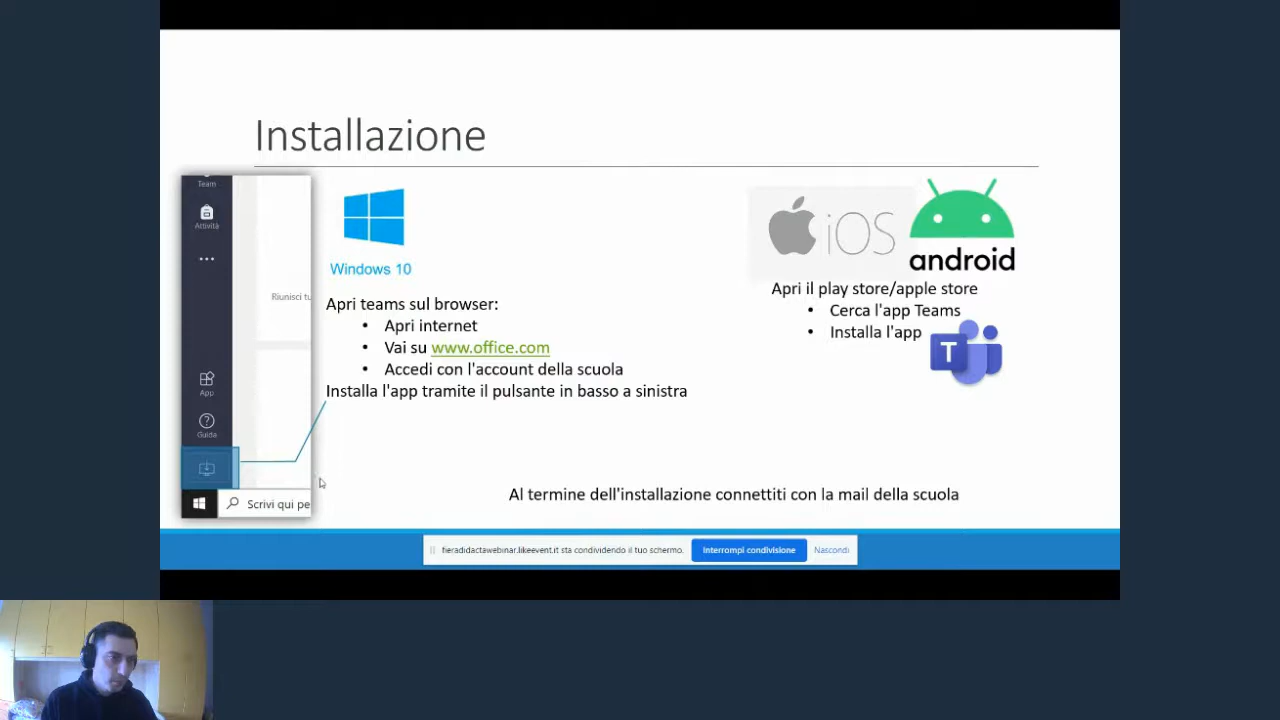 Installazione
Team
Attività
Riunisci tu
App
Guida
Scrivi qui pe
Windows 10
Apri teams sul browser:
• Apri internet
• Vai su www.office.com
• Accedi con l'account della scuola
Installa l'app tramite il pulsante in basso a sinistra
iOS
android
Apri il play store/apple store
• Cerca l'app Teams
• Installa l'app
T
Al termine dell'installazione connettiti con la mail della scuola
fieradidactawebinar.likeevent.it sta condividendo il tuo schermo.
Interrompi condivisione
Nascondi